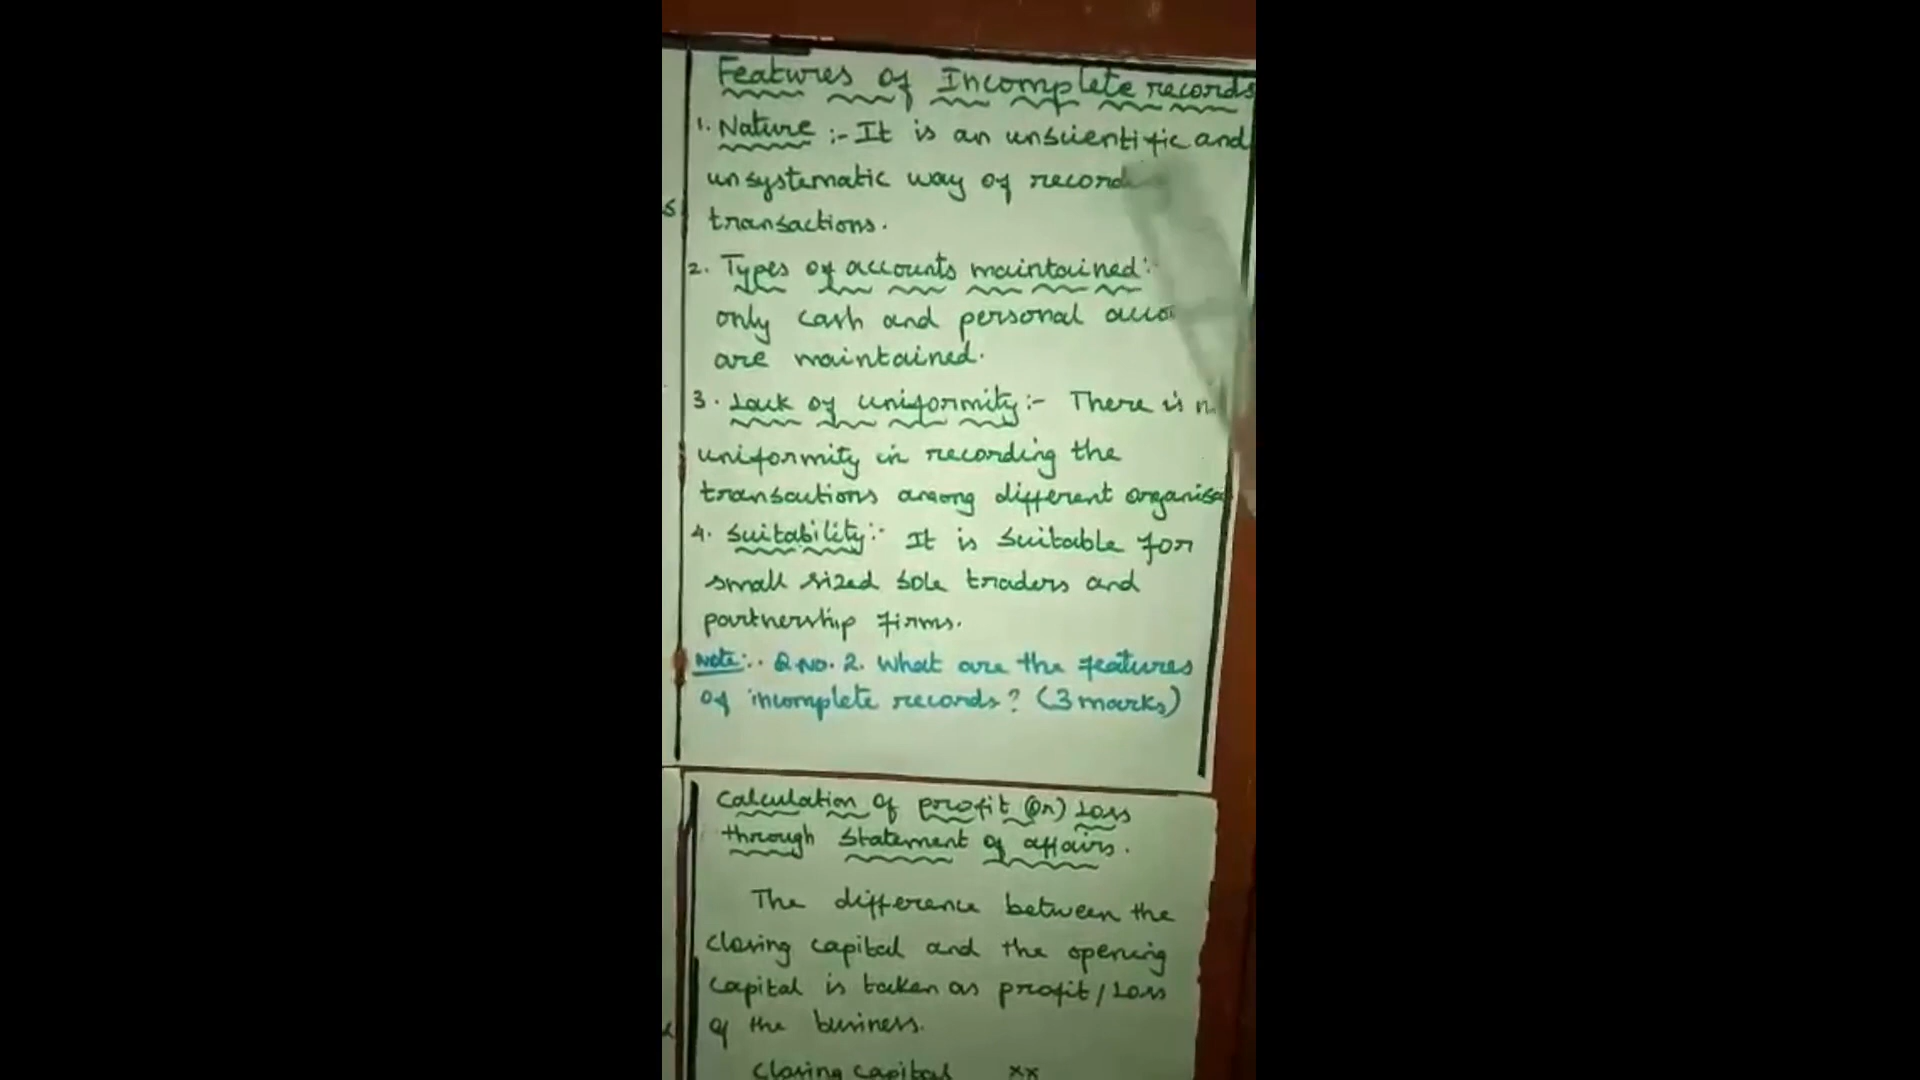 Features of Incomplete records
1. Nature :- It is an unscientific and
unsystematic way of
transactions.
2. Types of accounts maintained:-
only cash and personal
are maintained.
3. Lack of uniformity:- There is
uniformity in recording the
transactions among different
4. Suitability:- It is suitable for
small sized sole traders and
partnership firms.
Note:- Q No. 2. What are the features
of incomplete records? (3 marks)
Calculation of profit (or) Loss
through statement of affairs.
The difference between the
closing capital and the opening
capital is taken as profit/Loss
of the business.
Closing capital xx